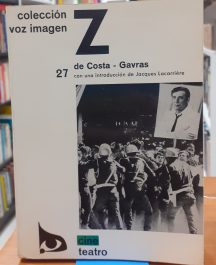 colección
voz imagen
Z
27
de Costa - Gavras
con una introducción de Jacques Lacarrière
cine
teatro